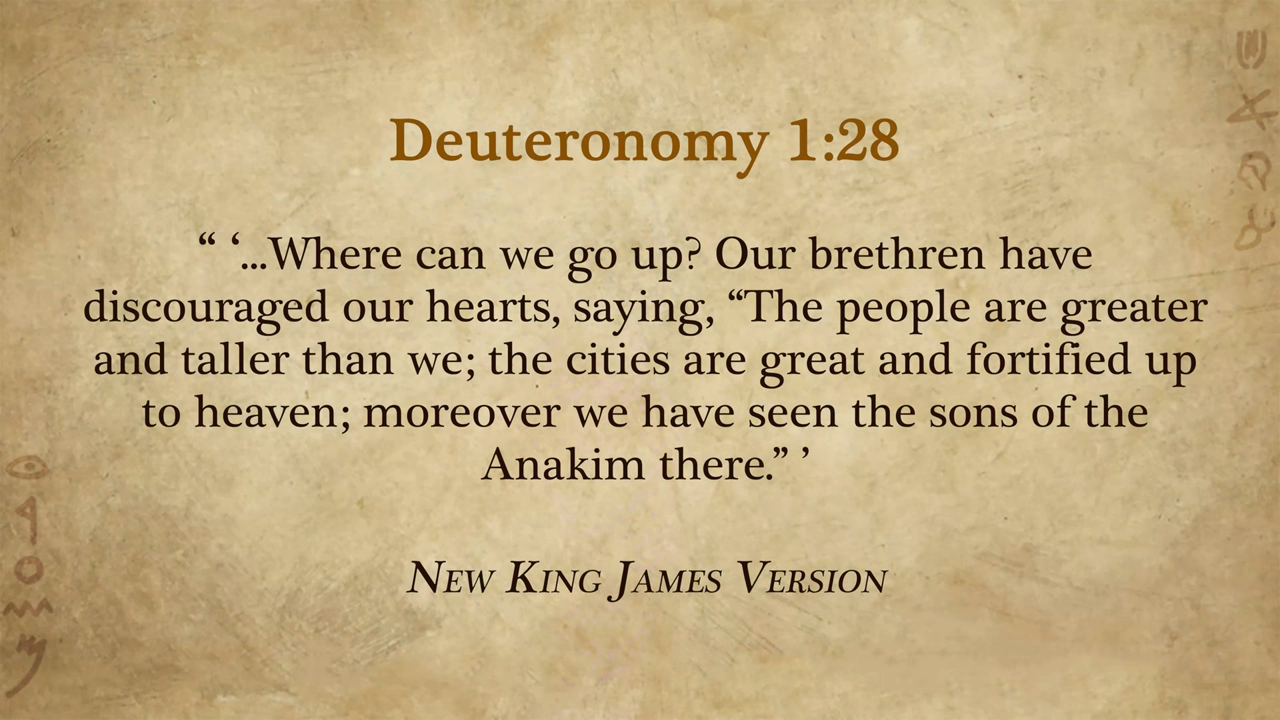 Deuteronomy 1:28
“ ‘...Where can we go up? Our brethren have
discouraged our hearts, saying, “The people are greater
and taller than we; the cities are great and fortified up
to heaven; moreover we have seen the sons of the
Anakim there.” ’
New King James Version